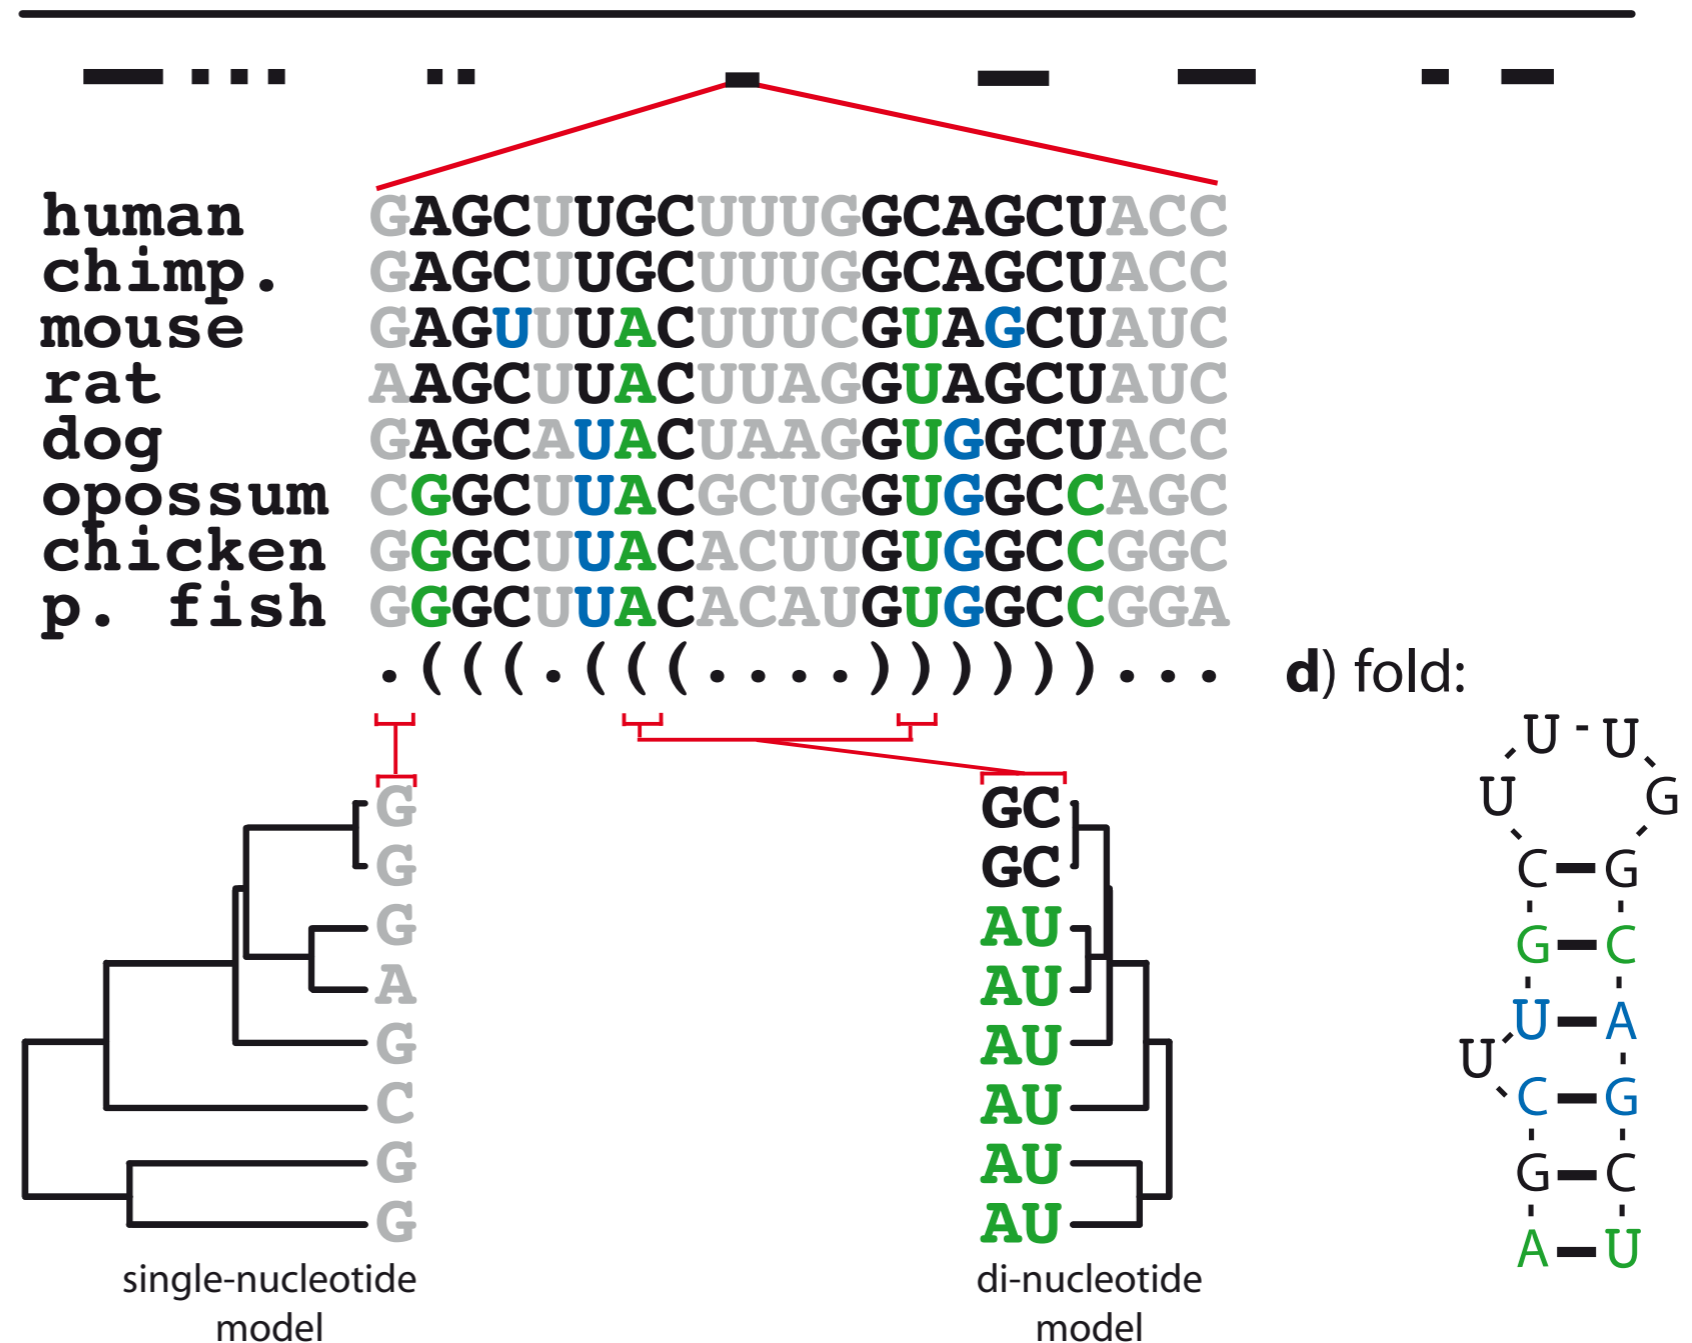 human GAGCUUGCUUUGGCAGCUACC
chimp. GAGCUUGCUUUGGCAGCUACC
mouse GAGUUUACUUUCGUAGCUAUC
rat AAGCUUACUUAGGUAGCUAUC
dog GAGCAUACUAAGGUGGCUACC
opossum CGGCUUACGCUGGUGGCCAGC
chicken GGGCUUACACUUGUGGCCGGC
p. fish GGGCUUACACAUGUGGCCGGA
.(((.(((....))))))...
d) fold:
G
G
G
A
G
C
G
G
single-nucleotide
model
GC
GC
AU
AU
AU
AU
AU
AU
di-nucleotide
model
U - U
U G
C G
G C
U A
U
C G
G C
A U